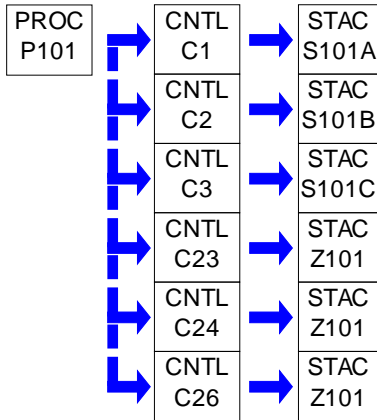 PROC
P101
CNTL
C1
STAC
S101A
CNTL
C2
STAC
S101B
CNTL
C3
STAC
S101C
CNTL
C23
STAC
Z101
CNTL
C24
STAC
Z101
CNTL
C26
STAC
Z101